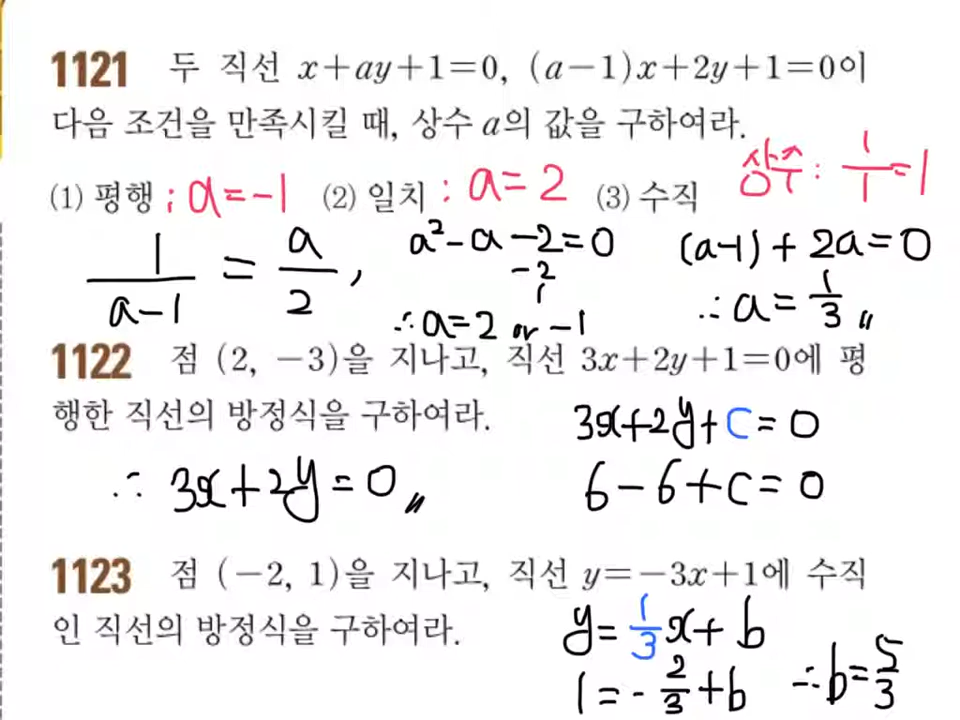 1121 두 직선 x+ay+1=0, (a-1)x+2y+1=0이
다음 조건을 만족시킬 때, 상수 a의 값을 구하여라.
상수: 1/1=1
(1) 평행 ; a=-1 (2) 일치 : a=2 (3) 수직
1/(a-1) = a/2, a²-a-2=0 (a-1)+2a=0
-2
1
∴a=2 or -1 ∴a=1/3 〃
1122 점 (2, -3)을 지나고, 직선 3x+2y+1=0에 평
행한 직선의 방정식을 구하여라.
3x+2y+c=0
∴ 3x+2y=0 〃 6-6+c=0
1123 점 (-2, 1)을 지나고, 직선 y=-3x+1에 수직
인 직선의 방정식을 구하여라.
y=1/3x+b
1=-2/3+b ∴b=5/3